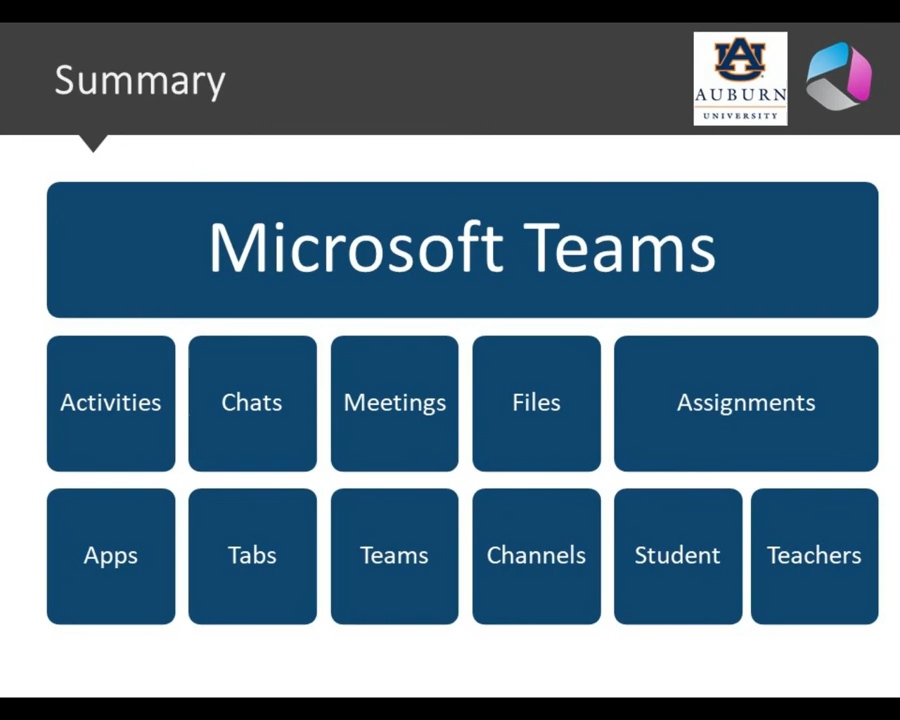 Summary
AU
AUBURN
UNIVERSITY
Microsoft Teams
Activities
Chats
Meetings
Files
Assignments
Apps
Tabs
Teams
Channels
Student
Teachers